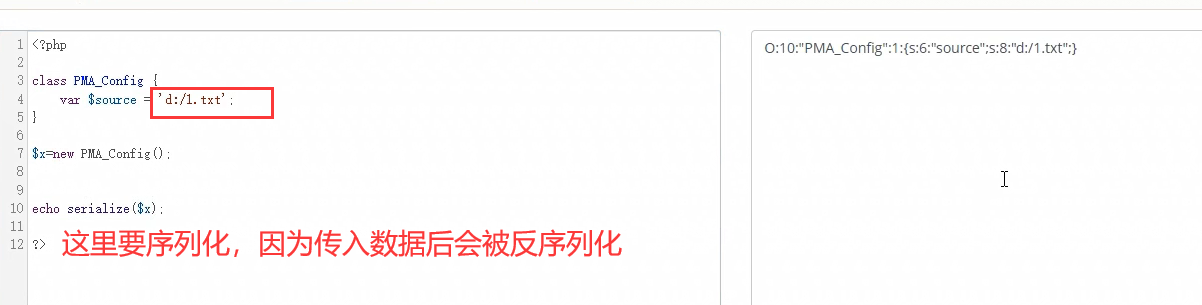 1 <?php
2
3 class PMA_Config {
4 var $source = 'd:/1.txt';
5 }
6
7 $x=new PMA_Config();
8
9
10 echo serialize($x);
11
12 ?> 这里要序列化，因为传入数据后会被反序列化
O:10:"PMA_Config":1:{s:6:"source";s:8:"d:/1.txt";}